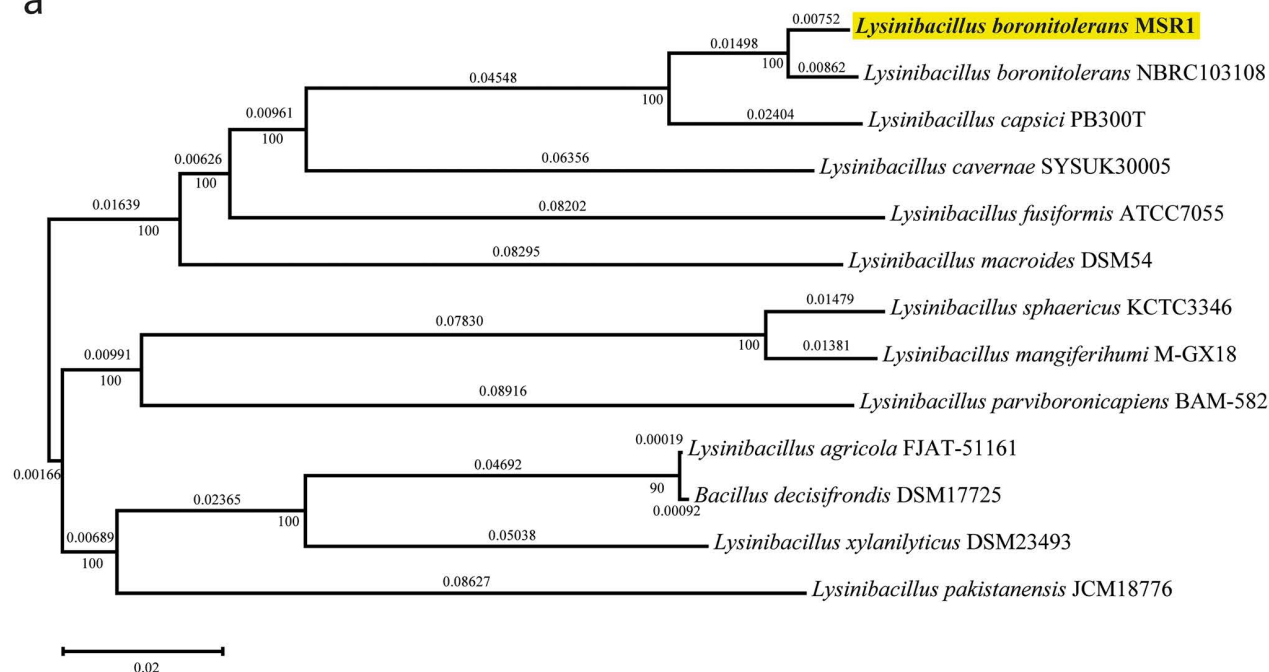 a
0.00752
Lysinibacillus boronitolerans MSR1
0.01498
100
0.00862
Lysinibacillus boronitolerans NBRC103108
0.04548
100
0.02404
Lysinibacillus capsici PB300T
0.00961
100
0.06356
Lysinibacillus cavernae SYSUK30005
0.00626
100
0.08202
Lysinibacillus fusiformis ATCC7055
0.01639
100
0.08295
Lysinibacillus macroides DSM54
0.01479
Lysinibacillus sphaericus KCTC3346
0.07830
100
0.01381
Lysinibacillus mangiferihumi M-GX18
0.00991
100
0.08916
Lysinibacillus parviboronicapiens BAM-582
0.00019
Lysinibacillus agricola FJAT-51161
0.00166
0.04692
90
Bacillus decisifrondis DSM17725
0.00092
0.02365
100
0.05038
Lysinibacillus xylanilyticus DSM23493
0.00689
100
0.08627
Lysinibacillus pakistanensis JCM18776
0.02